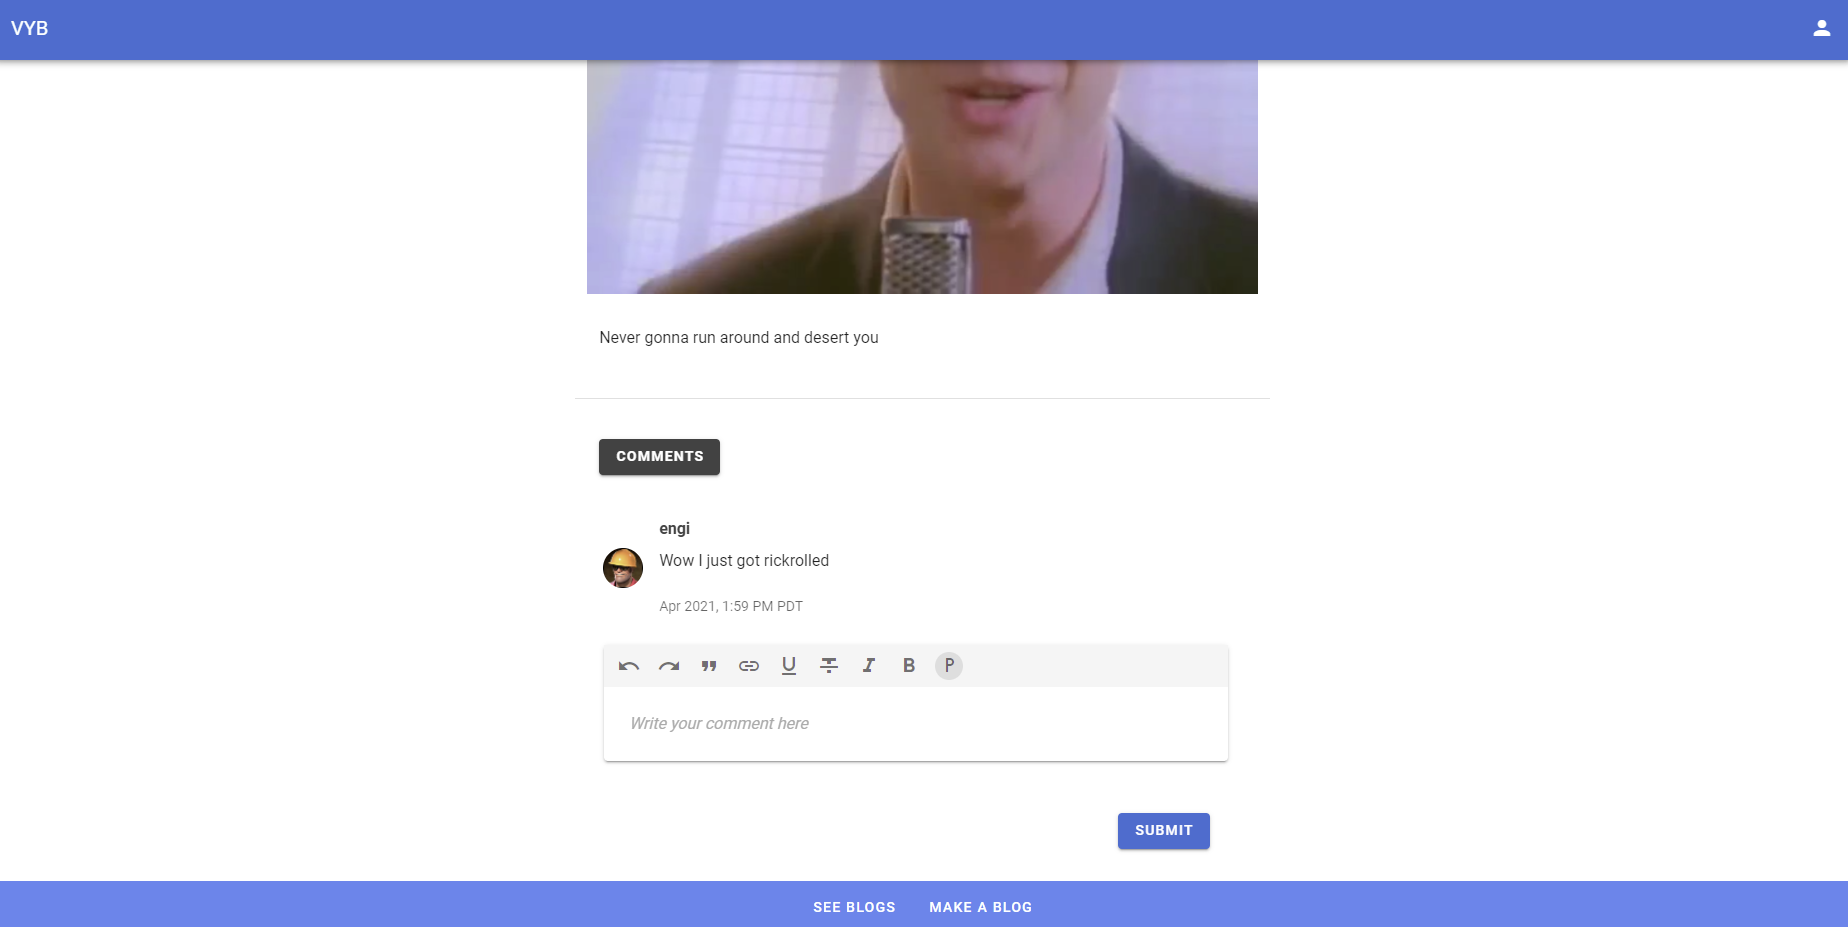 VYB
Never gonna run around and desert you
COMMENTS
engi
Wow I just got rickrolled
Apr 2021, 1:59 PM PDT
U T I B P
Write your comment here
SUBMIT
SEE BLOGS MAKE A BLOG